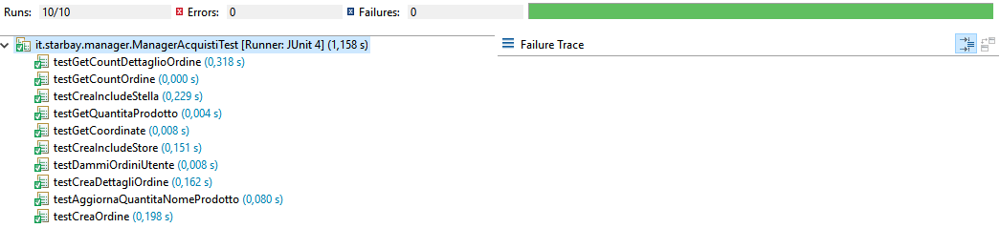 Runs: 10/10 Errors: 0 Failures: 0
it.starbay.manager.ManagerAcquistiTest [Runner: JUnit 4] (1,158 s)
Failure Trace
testGetCountDettaglioOrdine (0,318 s)
testGetCountOrdine (0,000 s)
testCreaIncludeStella (0,229 s)
testGetQuantitaProdotto (0,004 s)
testGetCoordinate (0,008 s)
testCreaIncludeStore (0,151 s)
testDammiOrdiniUtente (0,008 s)
testCreaDettagliOrdine (0,162 s)
testAggiornaQuantitaNomeProdotto (0,080 s)
testCreaOrdine (0,198 s)